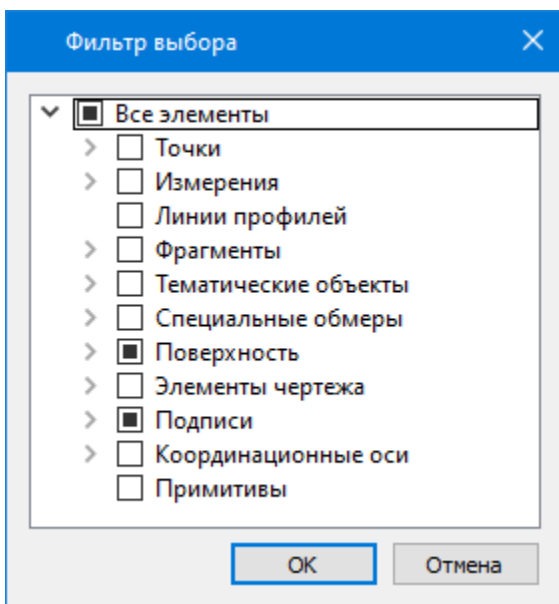 Фильтр выбора
Все элементы
Точки
Измерения
Линии профилей
Фрагменты
Тематические объекты
Специальные обмеры
Поверхность
Элементы чертежа
Подписи
Координационные оси
Примитивы
OK
Отмена